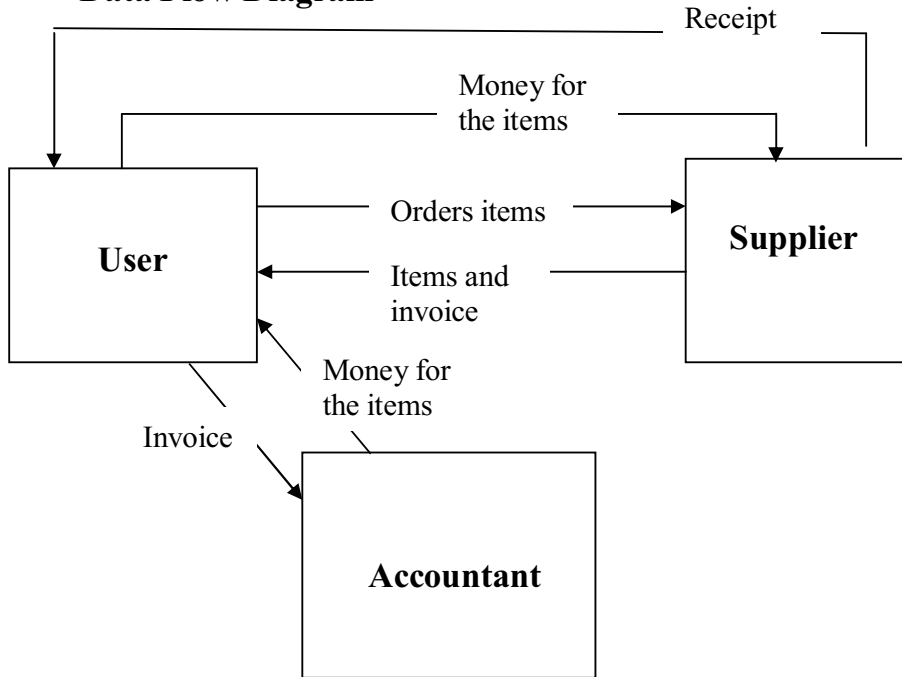 Data Flow Diagram
Receipt
Money for
the items
Orders items
User
Supplier
Items and
invoice
Money for
the items
Invoice
Accountant